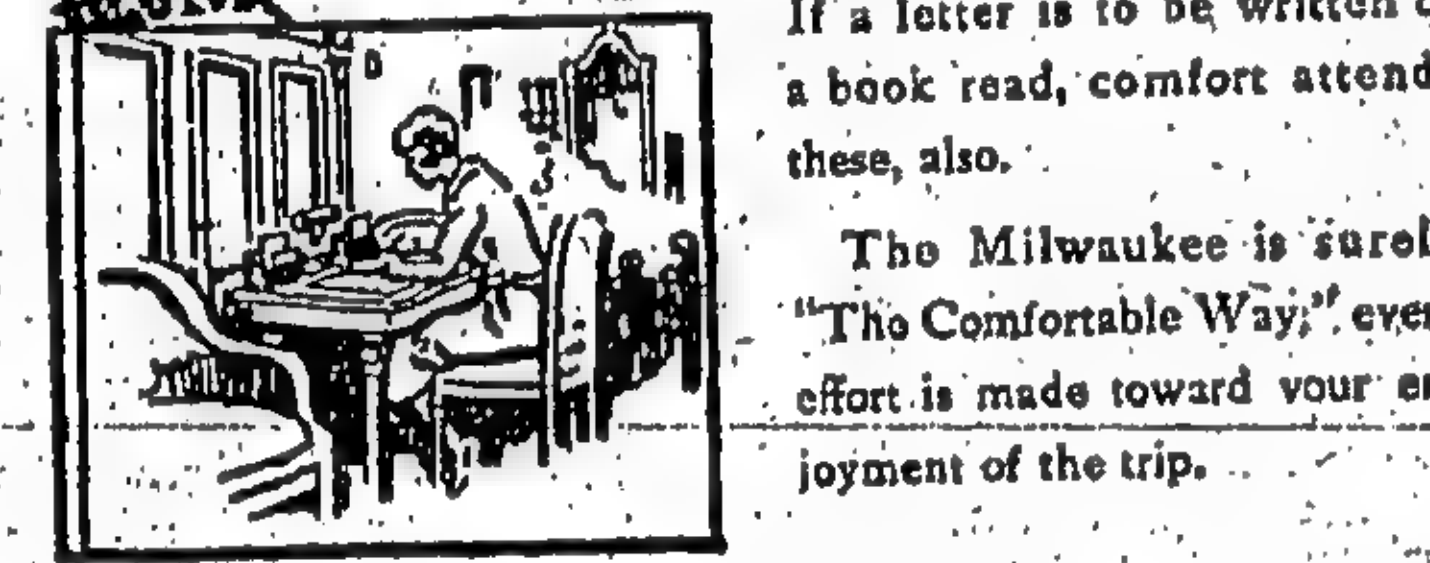 If a letter is to be written
a book read, comfort attend
these, also.
The Milwaukee is surel
"The Comfortable Way," ever
effort is made toward your en
joyment of the trip.